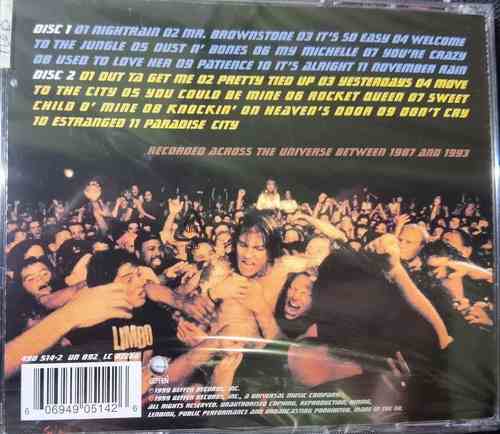 DISC 1 01 NIGHTRAIN 02 MR. BROWNSTONE 03 IT'S SO EASY 04 WELCOME
TO THE JUNGLE 05 DUST N' BONES 06 MY MICHELLE 07 YOU'RE CRAZY
08 USED TO LOVE HER 09 PATIENCE 10 IT'S ALRIGHT 11 NOVEMBER RAIN
DISC 2 01 OUT TA GET ME 02 PRETTY TIED UP 03 YESTERDAYS 04 MOVE
TO THE CITY 05 YOU COULD BE MINE 06 ROCKET QUEEN 07 SWEET
CHILD O' MINE 08 KNOCKIN' ON HEAVEN'S DOOR 09 DON'T CRY
10 ESTRANGED 11 PARADISE CITY
RECORDED ACROSS THE UNIVERSE BETWEEN 1987 AND 1993
LIMBO
490 514-2 UN 892 LC
6 06949 05142 6
GEFFEN
℗ 1999 GEFFEN RECORDS, INC.
© 1999 GEFFEN RECORDS, INC., A UNIVERSAL MUSIC COMPANY.
ALL RIGHTS RESERVED. UNAUTHORISED COPYING, REPRODUCTION, HIRING,
LENDING, PUBLIC PERFORMANCE AND BROADCASTING PROHIBITED. MADE IN THE